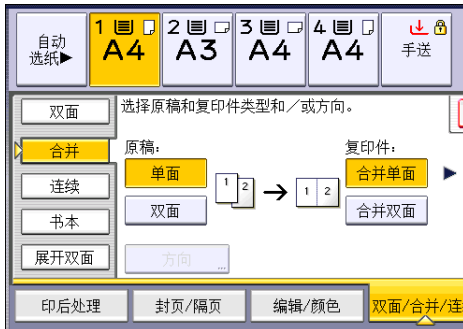 自动
选纸▶
1
A4
2
A3
3
A4
4
A4
手送
双面
选择原稿和复印件类型和／或方向。
合并
原稿:
复印件:
单面
1 2
1 2
合并单面
连续
双面
合并双面
书本
展开双面
方向 ...
印后处理
封页/隔页
编辑/颜色
双面/合并/连